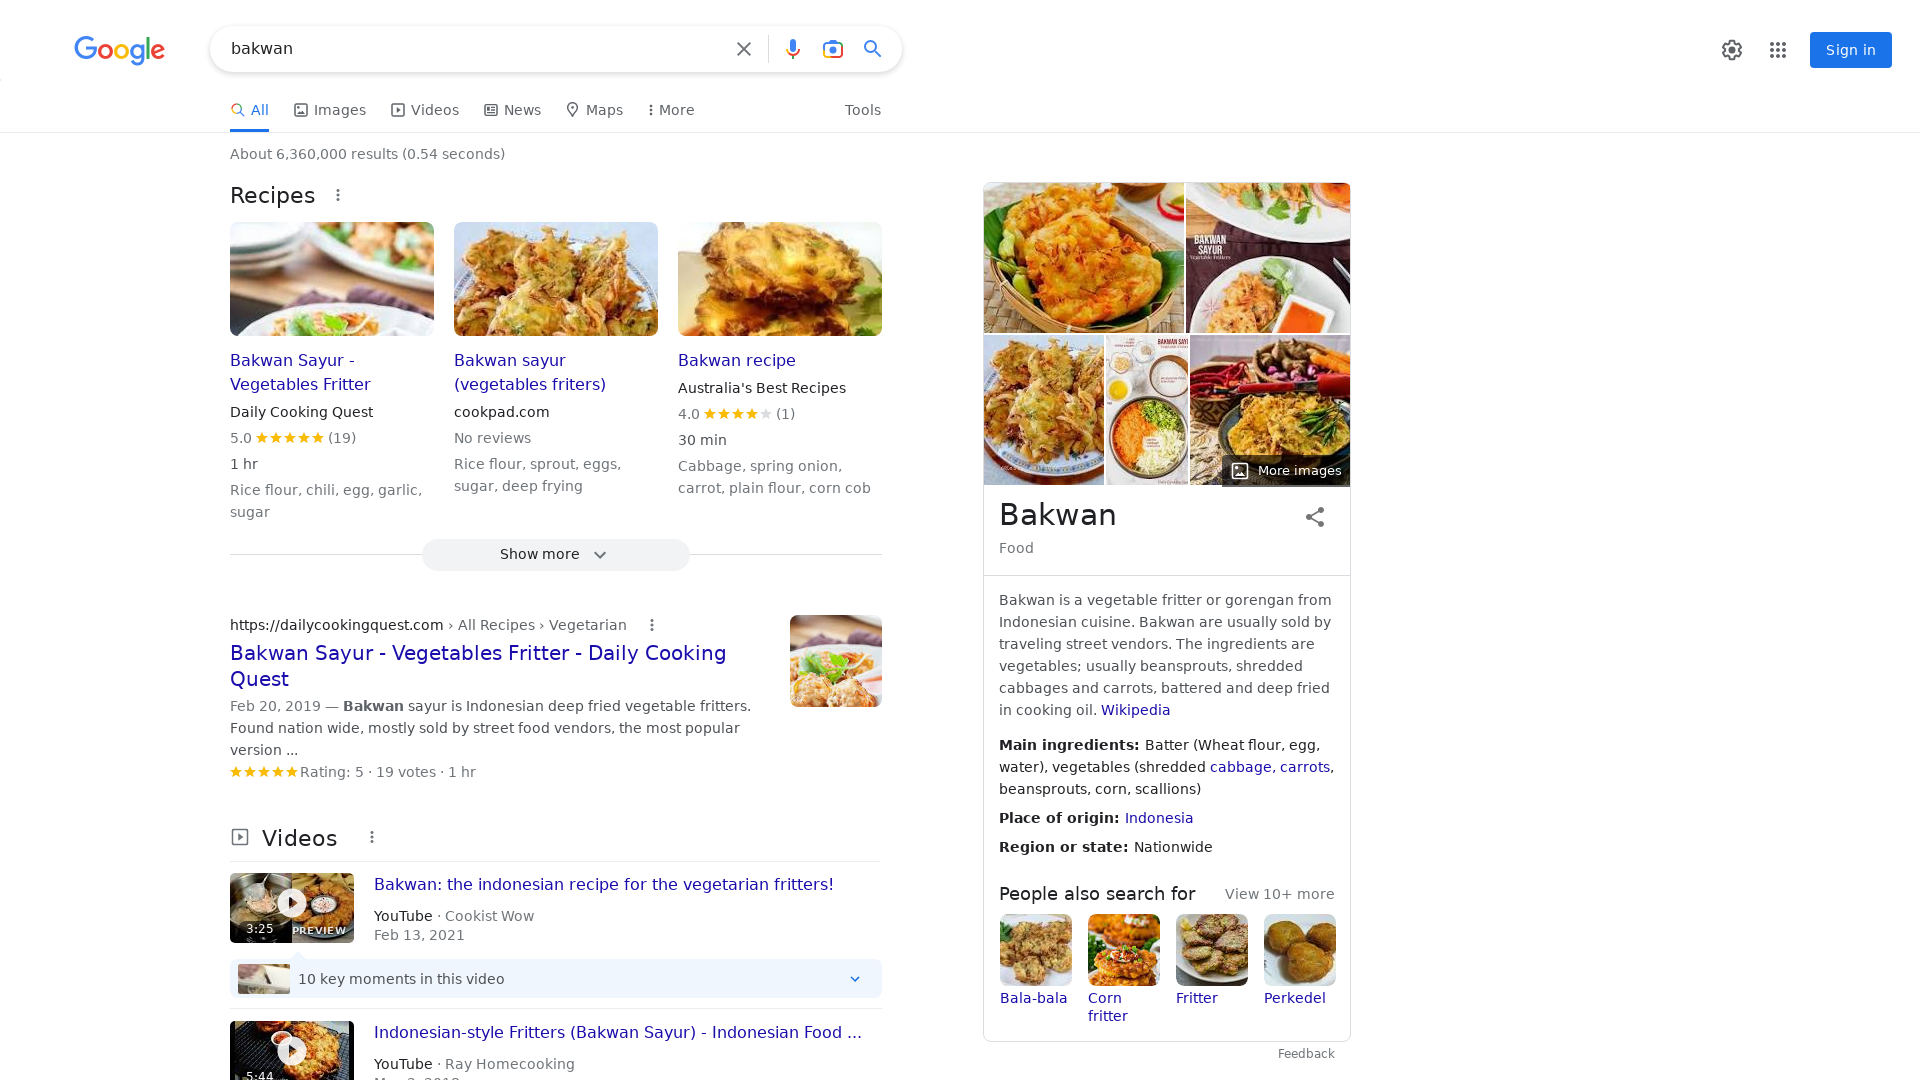 Google
bakwan
Sign in
All
Images
Videos
News
Maps
More
Tools
About 6,360,000 results (0.54 seconds)
Recipes
Bakwan Sayur -
Vegetables Fritter
Daily Cooking Quest
5.0 (19)
1 hr
Rice flour, chili, egg, garlic,
sugar
Bakwan sayur
(vegetables friters)
cookpad.com
No reviews
Rice flour, sprout, eggs,
sugar, deep frying
Bakwan recipe
Australia's Best Recipes
4.0 (1)
30 min
Cabbage, spring onion,
carrot, plain flour, corn cob
Show more
https://dailycookingquest.com › All Recipes › Vegetarian
Bakwan Sayur - Vegetables Fritter - Daily Cooking
Quest
Feb 20, 2019 — Bakwan sayur is Indonesian deep fried vegetable fritters.
Found nation wide, mostly sold by street food vendors, the most popular
version ...
Rating: 5 · 19 votes · 1 hr
Videos
3:25
PREVIEW
Bakwan: the indonesian recipe for the vegetarian fritters!
YouTube · Cookist Wow
Feb 13, 2021
10 key moments in this video
5:44
Indonesian-style Fritters (Bakwan Sayur) - Indonesian Food ...
YouTube · Ray Homecooking
BAKWAN
SAYUR
Vegetable Fritters
More images
Bakwan
Food
Bakwan is a vegetable fritter or gorengan from
Indonesian cuisine. Bakwan are usually sold by
traveling street vendors. The ingredients are
vegetables; usually beansprouts, shredded
cabbages and carrots, battered and deep fried
in cooking oil. Wikipedia
Main ingredients: Batter (Wheat flour, egg,
water), vegetables (shredded cabbage, carrots,
beansprouts, corn, scallions)
Place of origin: Indonesia
Region or state: Nationwide
People also search for
View 10+ more
Bala-bala
Corn
fritter
Fritter
Perkedel
Feedback